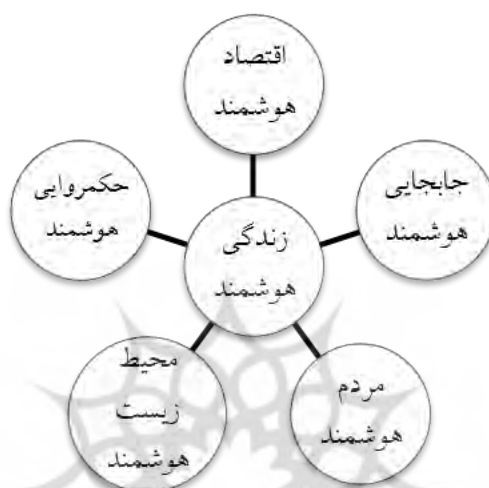 اقتصاد
هوشمند
جابجایی
هوشمند
حکمروایی
هوشمند
زندگی
هوشمند
مردم
هوشمند
محیط
زیست
هوشمند